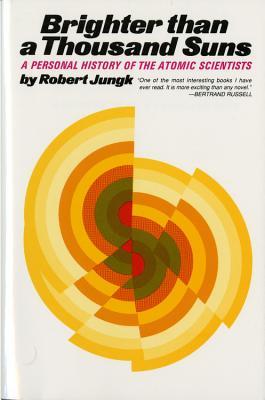 Brighter than
a Thousand Suns
A PERSONAL HISTORY OF THE ATOMIC SCIENTISTS
by Robert Jungk
"One of the most interesting books I have
ever read. It is more exciting than any novel."
—BERTRAND RUSSELL